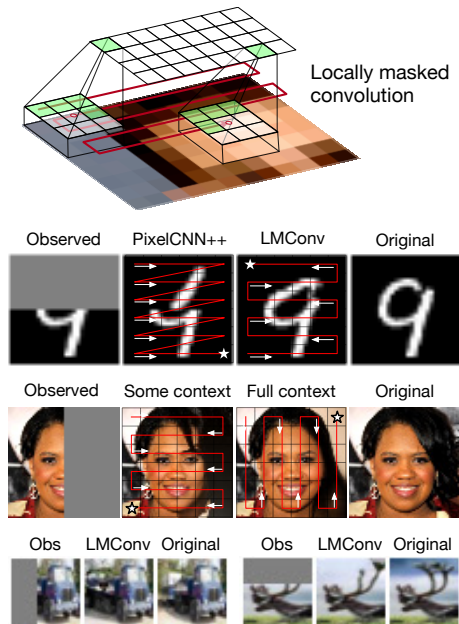 Locally masked
convolution
Observed PixelCNN++ LMConv Original
Observed Some context Full context Original
Obs LMConv Original Obs LMConv Original